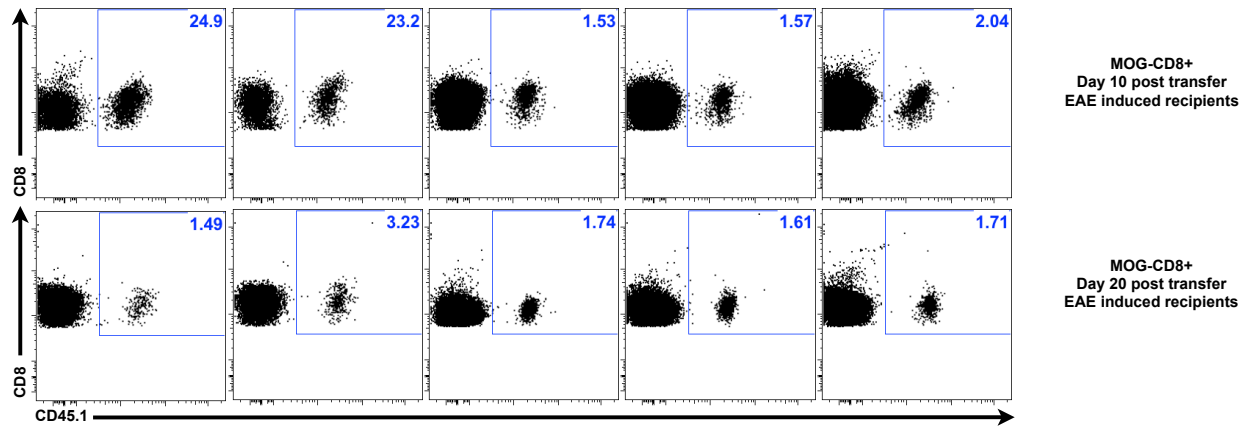 24.9
23.2
1.53
1.57
2.04
CD8
MOG-CD8+
Day 10 post transfer
EAE induced recipients
1.49
3.23
1.74
1.61
1.71
CD8
MOG-CD8+
Day 20 post transfer
EAE induced recipients
CD45.1